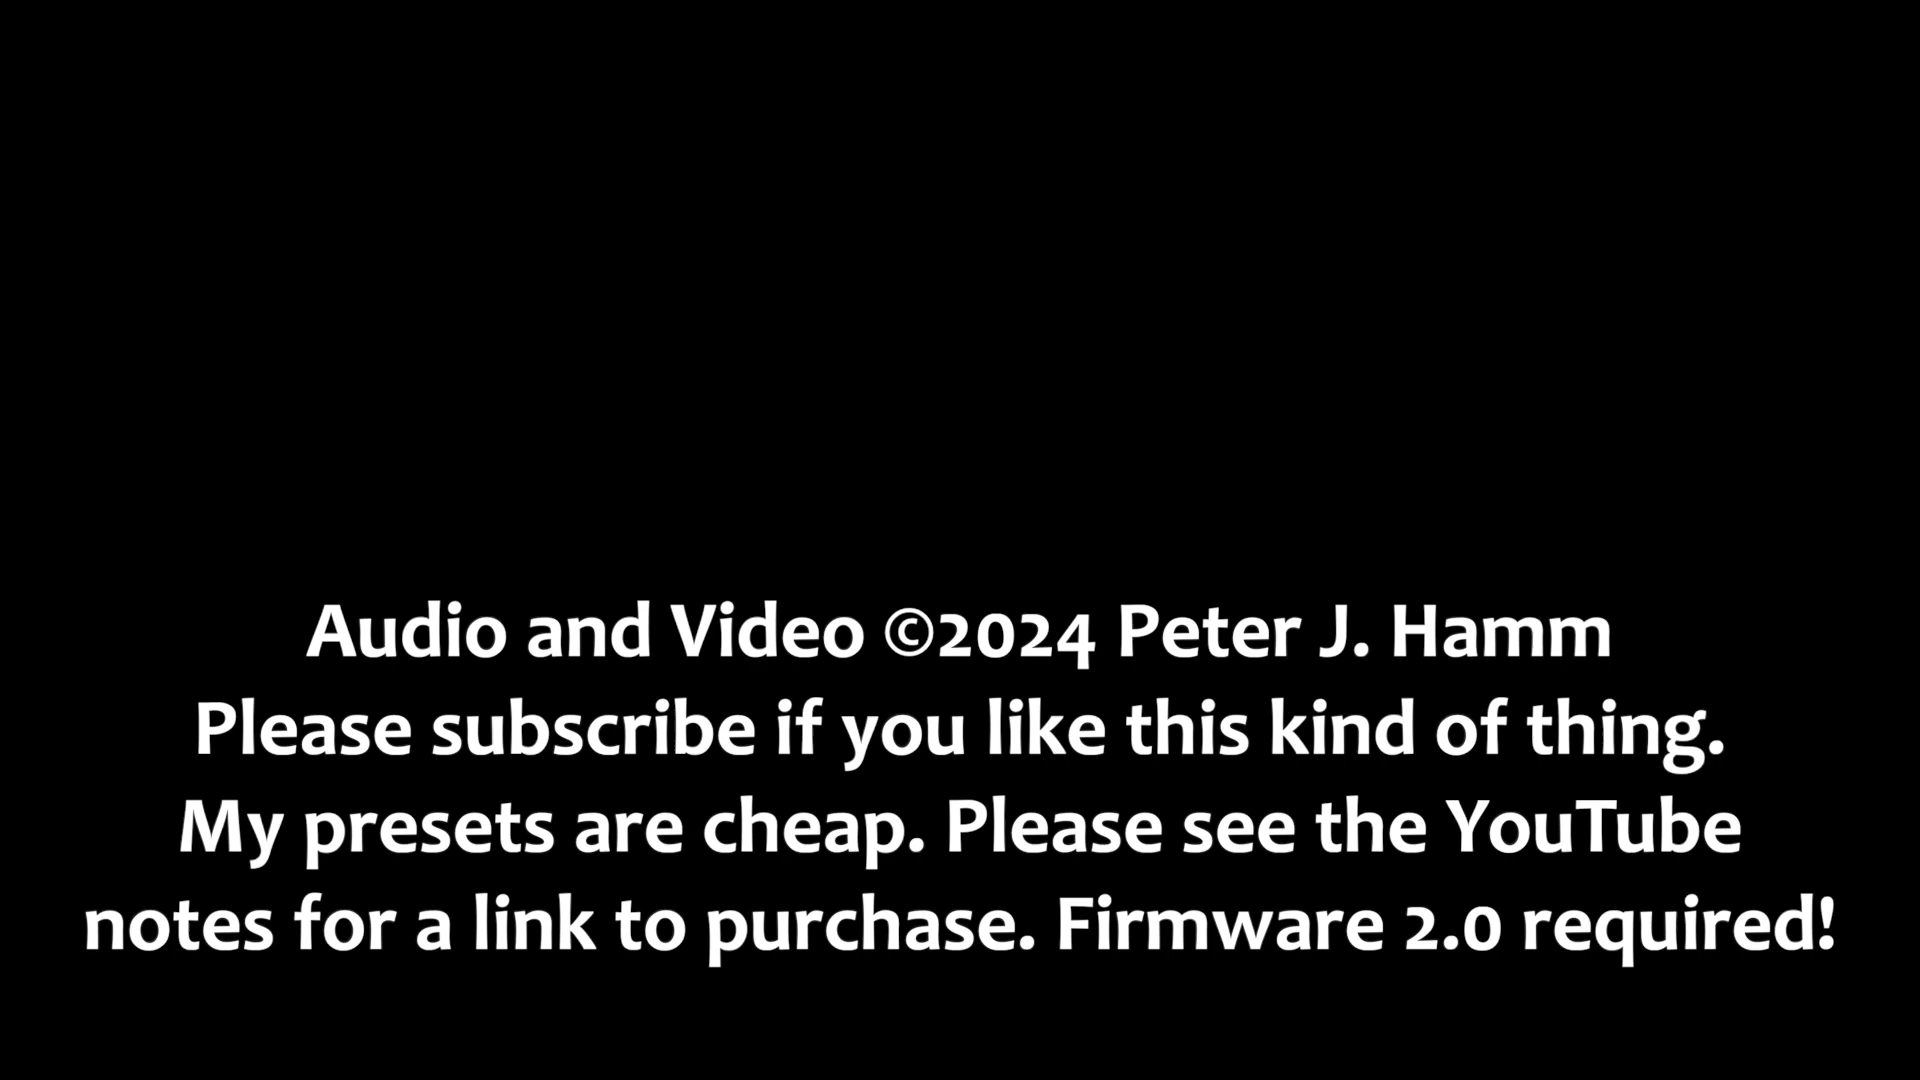 Audio and Video ©2024 Peter J. Hamm
Please subscribe if you like this kind of thing.
My presets are cheap. Please see the YouTube
notes for a link to purchase. Firmware 2.0 required!